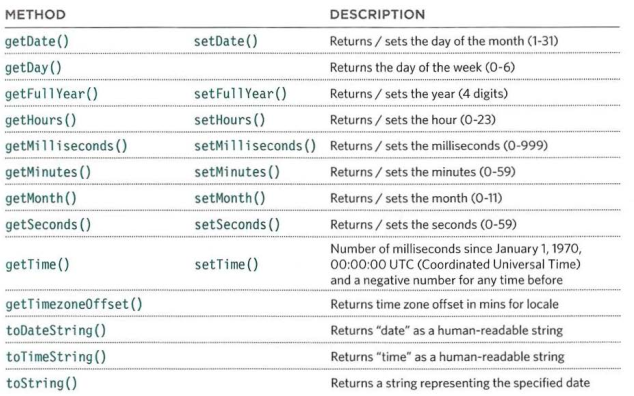 METHOD DESCRIPTION
getDate() setDate() Returns / sets the day of the month (1-31)
getDay() Returns the day of the week (0-6)
getFullYear() setFullYear() Returns / sets the year (4 digits)
getHours() setHours() Returns / sets the hour (0-23)
getMilliseconds() setMilliseconds() Returns / sets the milliseconds (0-999)
getMinutes() setMinutes() Returns / sets the minutes (0-59)
getMonth() setMonth() Returns / sets the month (0-11)
getSeconds() setSeconds() Returns / sets the seconds (0-59)
Number of milliseconds since January 1, 1970,
getTime() setTime() 00:00:00 UTC (Coordinated Universal Time)
and a negative number for any time before
getTimezoneOffset() Returns time zone offset in mins for locale
toDateString() Returns "date" as a human-readable string
toTimeString() Returns "time" as a human-readable string
toString() Returns a string representing the specified date